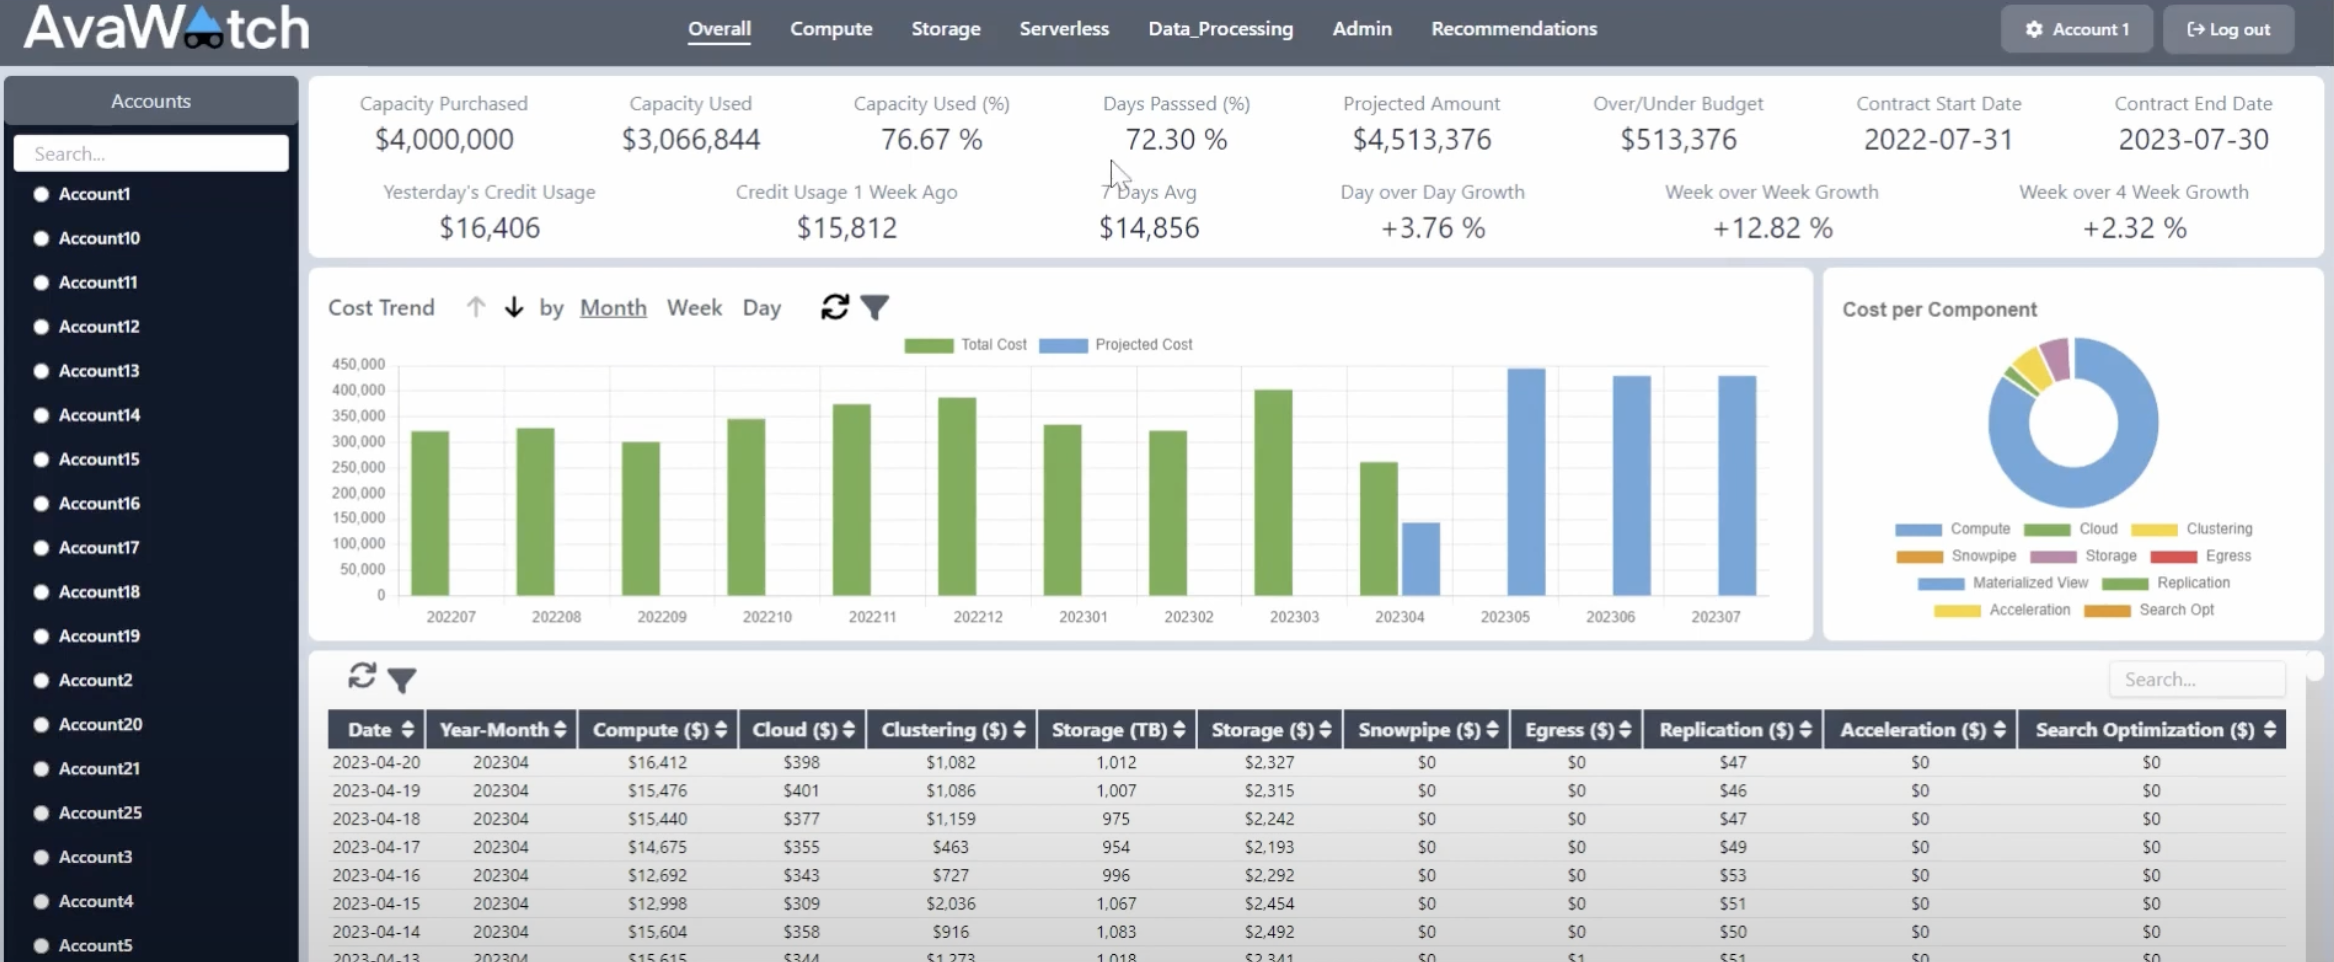 AvaWatch
Overall Compute Storage Serverless Data_Processing Admin Recommendations
Account 1 Log out
Accounts
Search...
Account1
Account10
Account11
Account12
Account13
Account14
Account15
Account16
Account17
Account18
Account19
Account2
Account20
Account21
Account25
Account3
Account4
Account5
Capacity Purchased Capacity Used Capacity Used (%) Days Passsed (%) Projected Amount Over/Under Budget Contract Start Date Contract End Date
$4,000,000 $3,066,844 76.67 % 72.30 % $4,513,376 $513,376 2022-07-31 2023-07-30
Yesterday's Credit Usage Credit Usage 1 Week Ago 7 Days Avg Day over Day Growth Week over Week Growth Week over 4 Week Growth
$16,406 $15,812 $14,856 +3.76 % +12.82 % +2.32 %
Cost Trend by Month Week Day
Total Cost Projected Cost
450,000
400,000
350,000
300,000
250,000
200,000
150,000
100,000
50,000
0
202207 202208 202209 202210 202211 202212 202301 202302 202303 202304 202305 202306 202307
Cost per Component
Compute Cloud Clustering
Snowpipe Storage Egress
Materialized View Replication
Acceleration Search Opt
Search...
Date Year-Month Compute ($) Cloud ($) Clustering ($) Storage (TB) Storage ($) Snowpipe ($) Egress ($) Replication ($) Acceleration ($) Search Optimization ($)
2023-04-20 202304 $16,412 $398 $1,082 1,012 $2,327 $0 $0 $47 $0 $0
2023-04-19 202304 $15,476 $401 $1,086 1,007 $2,315 $0 $0 $46 $0 $0
2023-04-18 202304 $15,440 $377 $1,159 975 $2,242 $0 $0 $47 $0 $0
2023-04-17 202304 $14,675 $355 $463 954 $2,193 $0 $0 $49 $0 $0
2023-04-16 202304 $12,692 $343 $727 996 $2,292 $0 $0 $53 $0 $0
2023-04-15 202304 $12,998 $309 $2,036 1,067 $2,454 $0 $0 $51 $0 $0
2023-04-14 202304 $15,604 $358 $916 1,083 $2,492 $0 $0 $50 $0 $0
2023-04-13 202304 $15,615 $344 $1,273 1,018 $2,341 $0 $1 $51 $0 $0